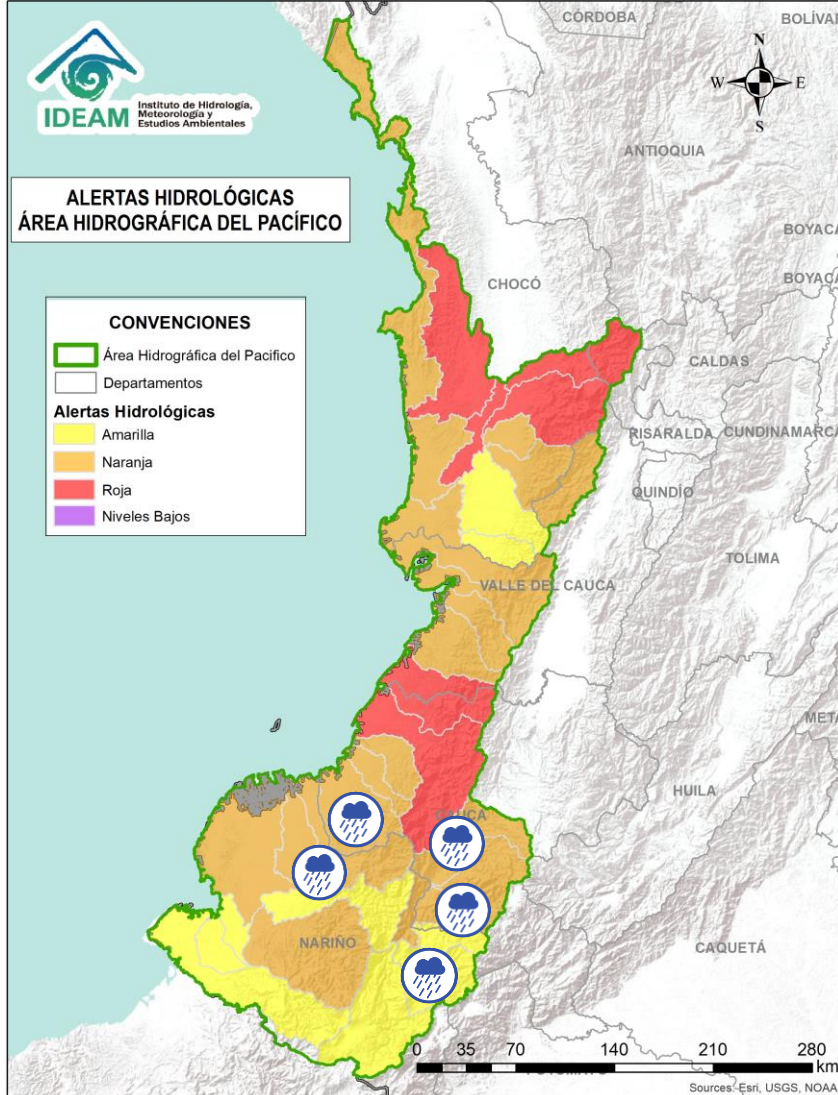 CÓRDOBA
BOLÍVA
IDEAM
Instituto de Hidrología,
Meteorología y
Estudios Ambientales
N
W
E
S
ANTIOQUIA
ALERTAS HIDROLÓGICAS
ÁREA HIDROGRÁFICA DEL PACÍFICO
BOYACÁ
BOYACÁ
CHOCÓ
CONVENCIONES
Área Hidrográfica del Pacifico
Departamentos
Alertas Hidrológicas
Amarilla
Naranja
Roja
Niveles Bajos
CALDAS
RISARALDA
CUNDINAMARCA
QUINDÍO
TOLIMA
VALLE DEL CAUCA
META
HUILA
CAUCA
NARIÑO
CAQUETÁ
0 35 70 140 210 280
km
Sources: Esri, USGS, NOAA